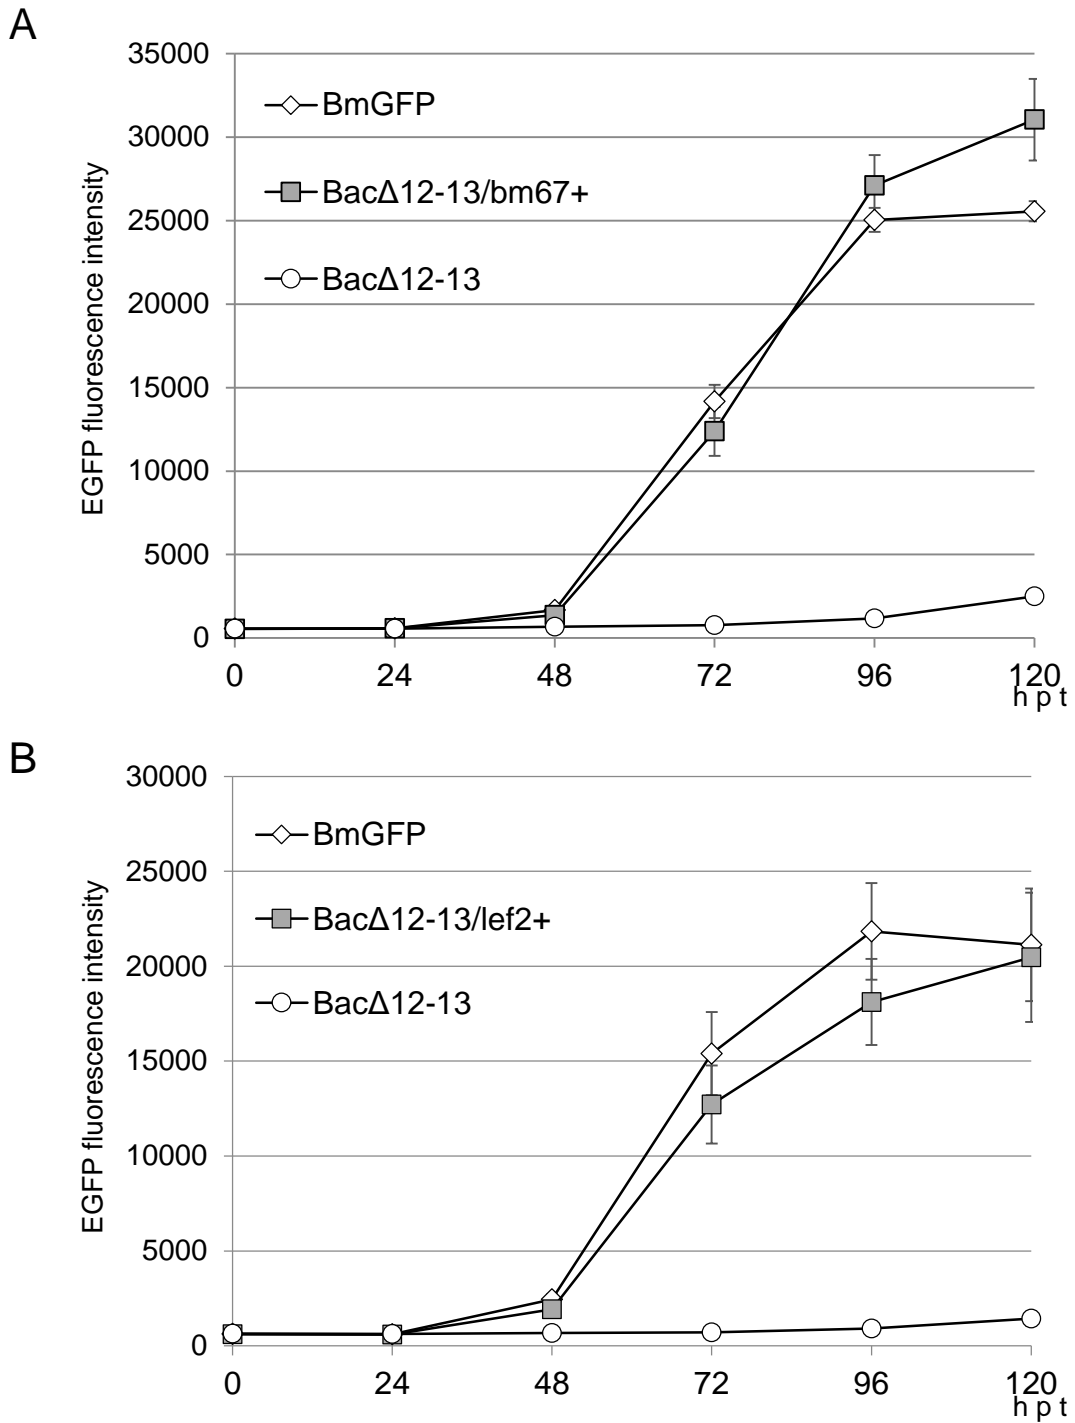 A
35000
30000
25000
20000
15000
10000
5000
0
EGFP fluorescence intensity
BmGFP
BacΔ12-13/bm67+
BacΔ12-13
0 24 48 72 96 120
h p t
B
30000
25000
20000
15000
10000
5000
0
EGFP fluorescence intensity
BmGFP
BacΔ12-13/lef2+
BacΔ12-13
0 24 48 72 96 120
h p t